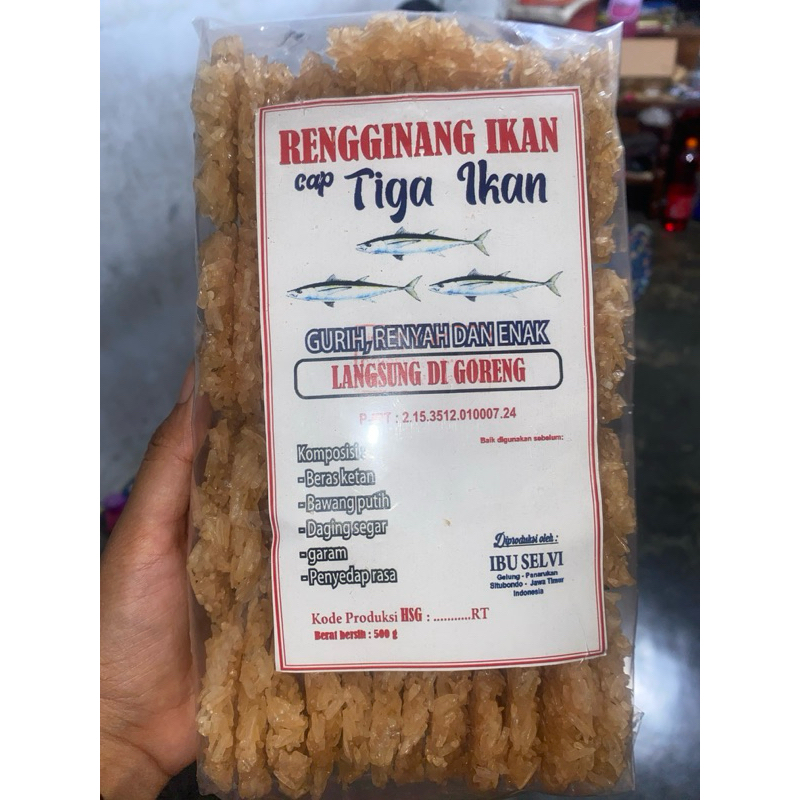 RENGGINANG IKAN
cap Tiga Ikan
GURIH, RENYAH DAN ENAK
LANGSUNG DI GORENG
: 2.15.3512.010007.24
Baik digunakan sebelum:
Komposisi
- Beras ketan
- Bawang putih
- Daging segar
- garam
- Penyedap rasa
Diproduksi oleh :
IBU SELVI
Gelung - Panarukan
Situbondo - Jawa Timur
Indonesia
Kode Produksi HSG : ...........RT
Berat bersih : 500 g